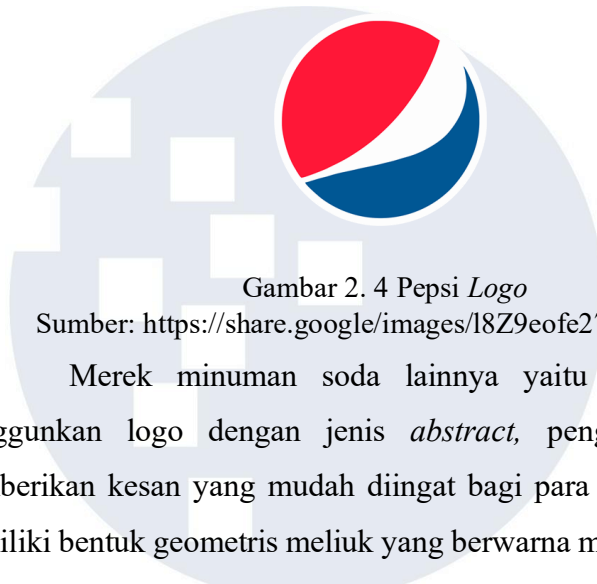 Gambar 2. 4 Pepsi Logo
Sumber: https://share.google/images/l8Z9eofe2
Merek minuman soda lainnya yaitu
ggunkan logo dengan jenis abstract,
berikan kesan yang mudah diingat bagi para
iliki bentuk geometris meliuk yang berwarna